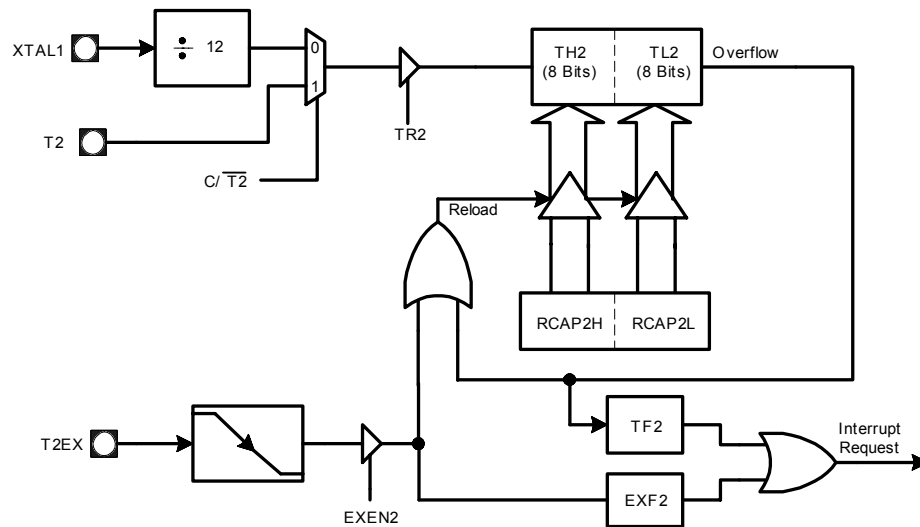 XTAL1
÷ 12
0
1
T2
C/ T2
TR2
TH2
(8 Bits)
TL2
(8 Bits)
Overflow
Reload
RCAP2H
RCAP2L
T2EX
EXEN2
TF2
EXF2
Interrupt
Request